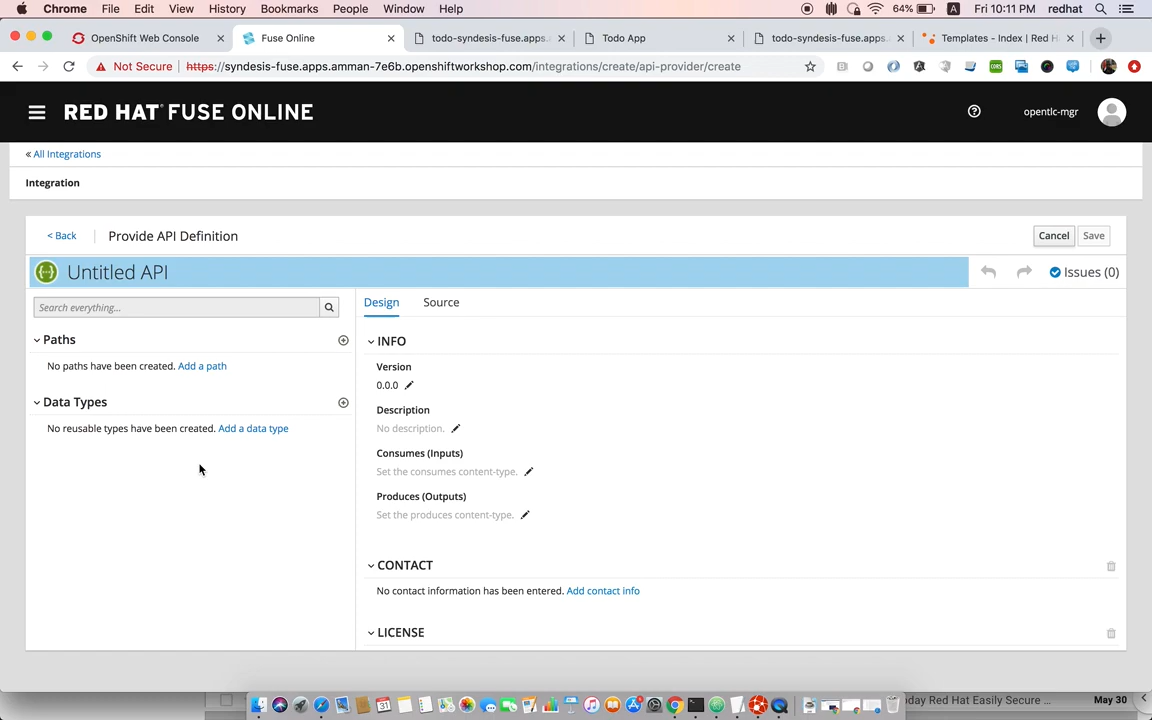 Chrome File Edit View History Bookmarks People Window Help 64% A Fri 10:11 PM redhat
OpenShift Web Console Fuse Online todo-syndesis-fuse.apps. Todo App todo-syndesis-fuse.apps. Templates - Index | Red H
Not Secure https://syndesis-fuse.apps.amman-7e6b.openshiftworkshop.com/integrations/create/api-provider/create
RED HAT FUSE ONLINE opentlc-mgr
« All Integrations
Integration
< Back Provide API Definition Cancel Save
Untitled API Issues (0)
Search everything... Design Source
Paths INFO
No paths have been created. Add a path Version
0.0.0
Data Types Description
No reusable types have been created. Add a data type No description.
Consumes (Inputs)
Set the consumes content-type.
Produces (Outputs)
Set the produces content-type.
CONTACT
No contact information has been entered. Add contact info
LICENSE
oday Red Hat Easily Secure ... May 30